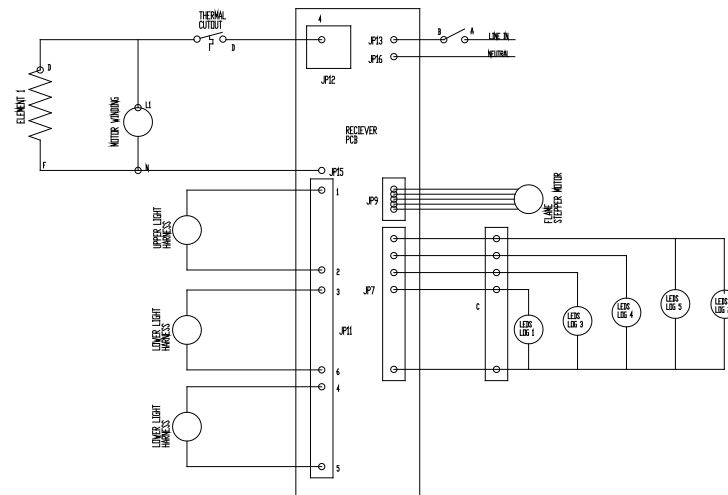 THERMAL
CUTOUT
4
D
D
JP12
JP13
JP16
B
A
LINE IN
NEUTRAL
ELEMENT 1
MOTOR WINDING
L1
F
N
RECIEVER
PCB
JP15
1
UPPER LIGHT
HARNESS
2
3
LOWER LIGHT
HARNESS
JP11
6
4
LOWER LIGHT
HARNESS
5
JP9
FLAME
STEPPER MOTOR
JP7
C
LEDS
LOG 1
LEDS
LOG 3
LEDS
LOG 4
LEDS
LOG 5
LEDS
LOG